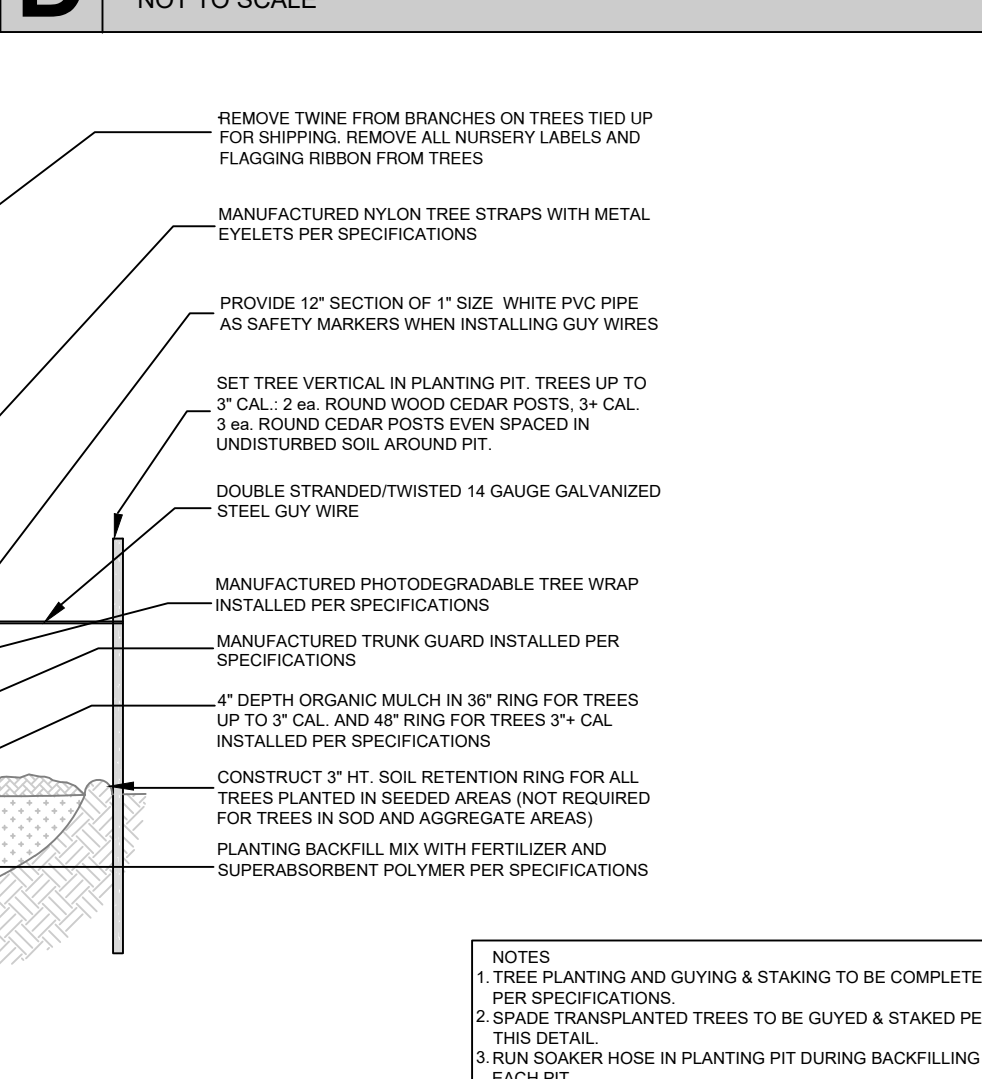 D
NOT TO SCALE
REMOVE TWINE FROM BRANCHES ON TREES TIED UP
FOR SHIPPING. REMOVE ALL NURSERY LABELS AND
FLAGGING RIBBON FROM TREES
MANUFACTURED NYLON TREE STRAPS WITH METAL
EYELETS PER SPECIFICATIONS
PROVIDE 12" SECTION OF 1" SIZE WHITE PVC PIPE
AS SAFETY MARKERS WHEN INSTALLING GUY WIRES
SET TREE VERTICAL IN PLANTING PIT. TREES UP TO
3" CAL.: 2 ea. ROUND WOOD CEDAR POSTS, 3+ CAL.
3 ea. ROUND CEDAR POSTS EVEN SPACED IN
UNDISTURBED SOIL AROUND PIT.
DOUBLE STRANDED/TWISTED 14 GAUGE GALVANIZED
STEEL GUY WIRE
MANUFACTURED PHOTODEGRADABLE TREE WRAP
INSTALLED PER SPECIFICATIONS
MANUFACTURED TRUNK GUARD INSTALLED PER
SPECIFICATIONS
4" DEPTH ORGANIC MULCH IN 36" RING FOR TREES
UP TO 3" CAL. AND 48" RING FOR TREES 3"+ CAL
INSTALLED PER SPECIFICATIONS
CONSTRUCT 3" HT. SOIL RETENTION RING FOR ALL
TREES PLANTED IN SEEDED AREAS (NOT REQUIRED
FOR TREES IN SOD AND AGGREGATE AREAS)
PLANTING BACKFILL MIX WITH FERTILIZER AND
SUPERABSORBENT POLYMER PER SPECIFICATIONS
NOTES
1. TREE PLANTING AND GUYING & STAKING TO BE COMPLETE
PER SPECIFICATIONS.
2. SPADE TRANSPLANTED TREES TO BE GUYED & STAKED PE
THIS DETAIL.
3. RUN SOAKER HOSE IN PLANTING PIT DURING BACKFILLING
EACH PIT